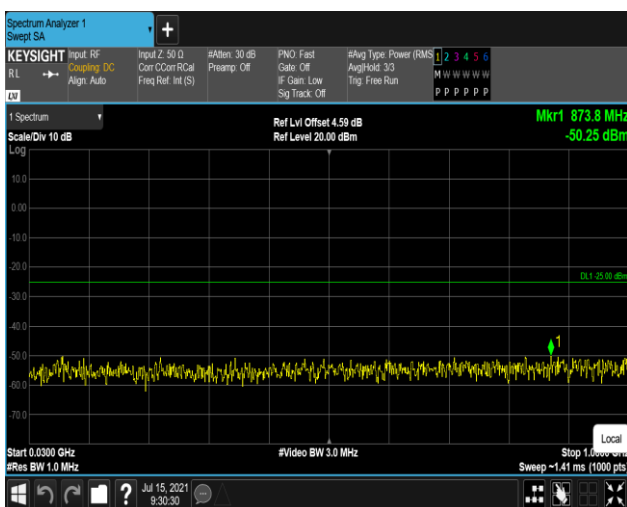 Spectrum Analyzer 1
Swept SA
KEYSIGHT
RL
LXI
Input: RF
Coupling: DC
Align: Auto
Input Z: 50 Ω
Corr CCorr RCal
Freq Ref: Int (S)
#Atten: 30 dB
Preamp: Off
PNO: Fast
Gate: Off
IF Gain: Low
Sig Track: Off
#Avg Type: Power (RMS
Avg|Hold: 3/3
Trig: Free Run
1 2 3 4 5 6
M W W W W W
P P P P P P
1 Spectrum
Scale/Div 10 dB
Log
Ref Lvl Offset 4.59 dB
Ref Level 20.00 dBm
Mkr1 873.8 MHz
-50.25 dBm
10.0
0.00
-10.0
-20.0
DL1 -25.00 dBm
-30.0
-40.0
1
-50.0
-60.0
-70.0
Local
Start 0.0300 GHz
#Res BW 1.0 MHz
#Video BW 3.0 MHz
Stop 1.0000 GHz
Sweep ~1.41 ms (1000 pts)
?
Jul 15, 2021
9:30:30